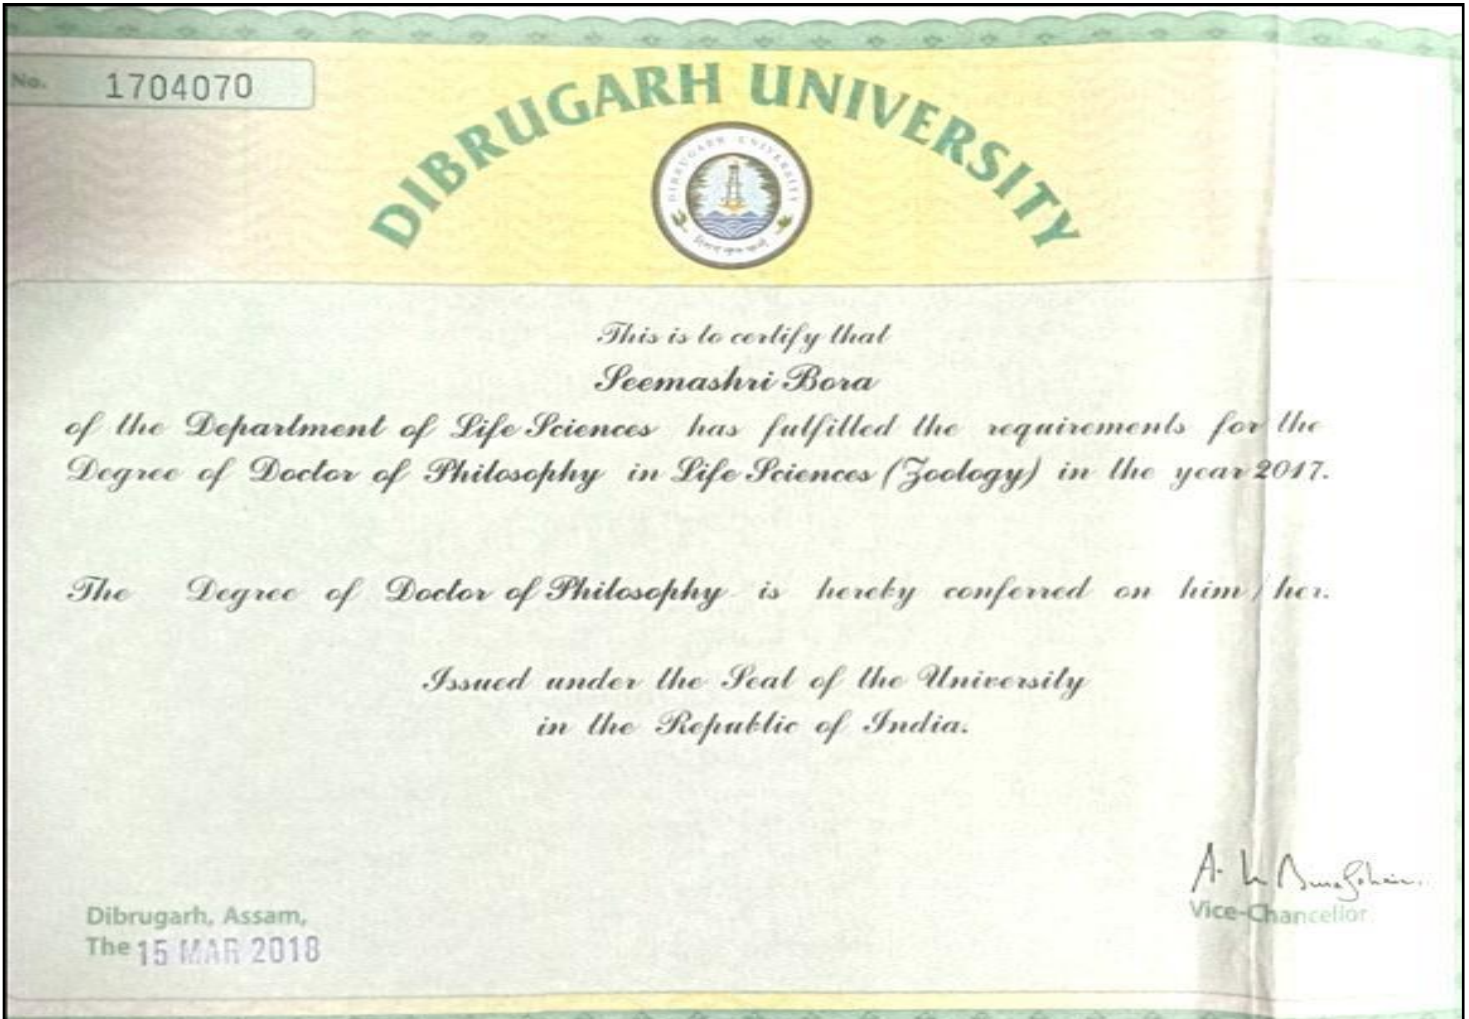 No. 1704070
DIBRUGARH UNIVERSITY
DIBRUGARH UNIVERSITY
This is to certify that
Seemashri Bora
of the Department of Life Sciences has fulfilled the requirements for the
Degree of Doctor of Philosophy in Life Sciences (Zoology) in the year 2017.
The Degree of Doctor of Philosophy is hereby conferred on him / her.
Issued under the Seal of the University
in the Republic of India.
Vice-Chancellor
Dibrugarh, Assam,
The 15 MAR 2018